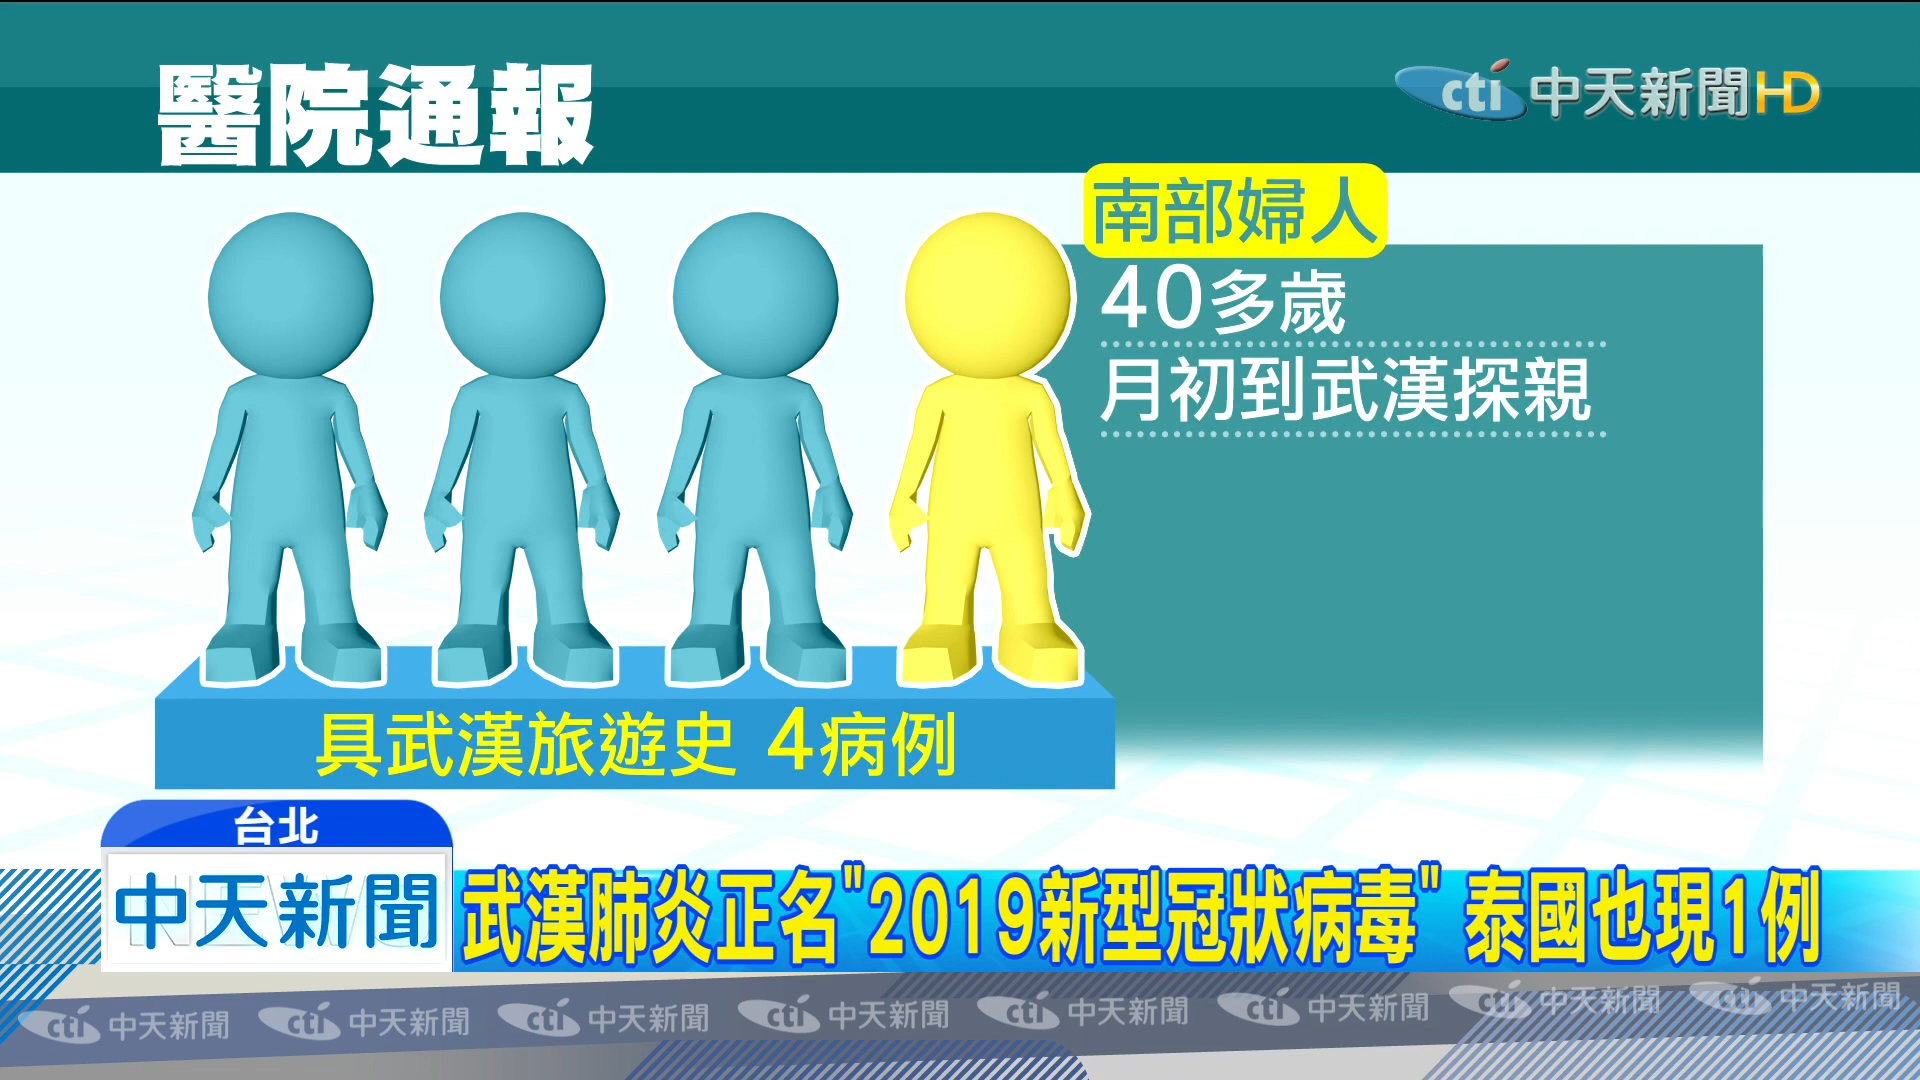 醫院通報
cti 中天新聞HD
南部婦人
40多歲
月初到武漢探親
具武漢旅遊史 4病例
台北
中天新聞
武漢肺炎正名"2019新型冠狀病毒" 泰國也現1例
cti 中天新聞 cti 中天新聞 cti 中天新聞 cti 中天新聞 cti 中天新聞 cti 中天新聞 cti 中天新聞 cti 中天新聞